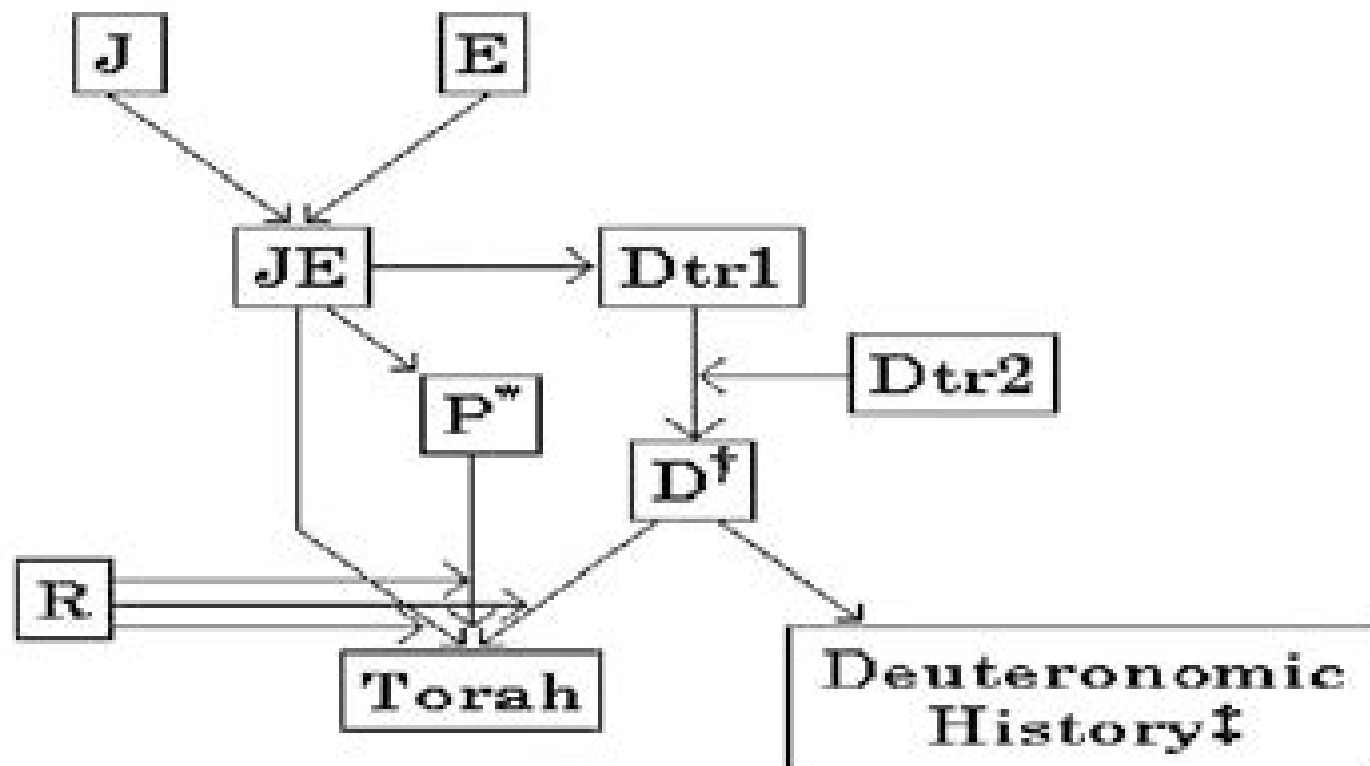 J
E
JE
Dtr1
Dtr2
P*
D†
R
Torah
Deuteronomic
History‡